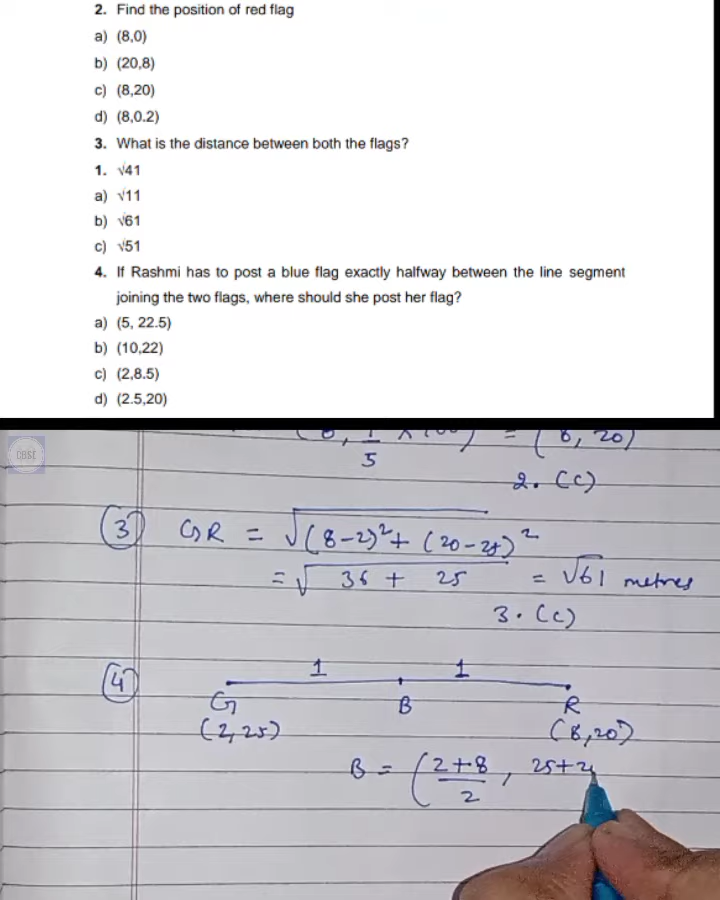 2. Find the position of red flag
a) (8,0)
b) (20,8)
c) (8,20)
d) (8,0.2)
3. What is the distance between both the flags?
1. √41
a) √11
b) √61
c) √51
4. If Rashmi has to post a blue flag exactly halfway between the line segment
joining the two flags, where should she post her flag?
a) (5, 22.5)
b) (10,22)
c) (2,8.5)
d) (2.5,20)
(8, 1/5 × 100) = (8, 20)
CBSE
2. (c)
(3) GR = √(8-2)² + (20-25)²
= √36 + 25 = √61 metres
3. (c)
(4) 1 1
G B R
(2,25) (8,20)
B = (2+8/2, 25+2